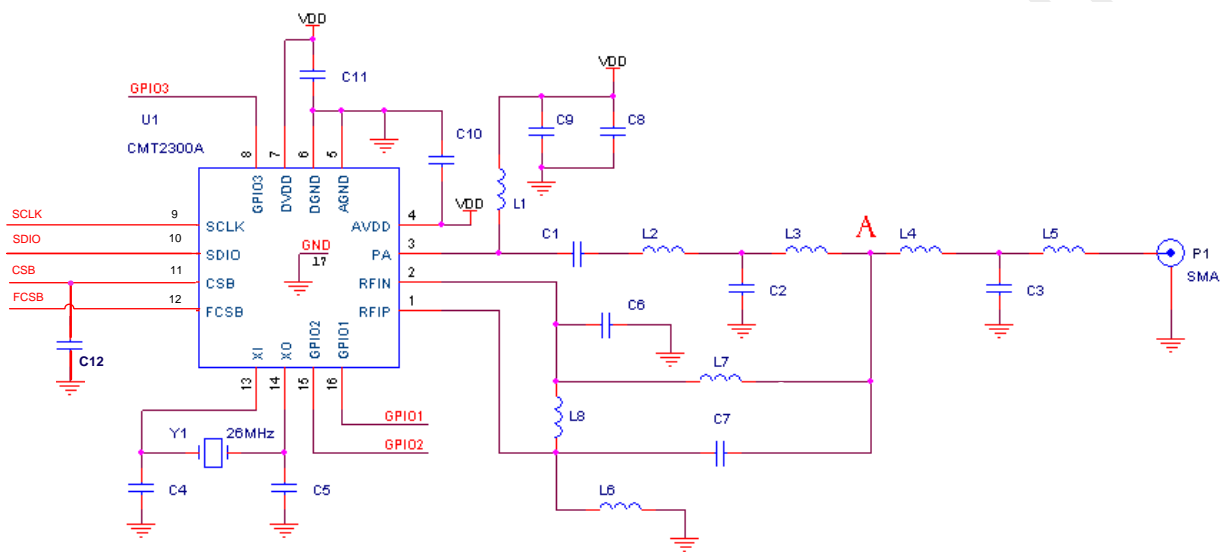 VDD
C11
GPIO3
U1
CMT2300A
8
7
6
5
GPIO3
DVDD
DGND
AGND
C10
VDD
C9
C8
L1
VDD
SCLK
9
SCLK
AVDD
4
SDIO
10
SDIO
GND
17
PA
3
CSB
11
CSB
RFIN
2
FCSB
12
FCSB
RFIP
1
XI
XO
GPIO2
GPIO1
13
14
15
16
C1
L2
L3
A
L4
L5
P1
SMA
C2
C3
C6
C12
L7
L8
C7
GPIO1
GPIO2
Y1
26MHz
C4
C5
L6